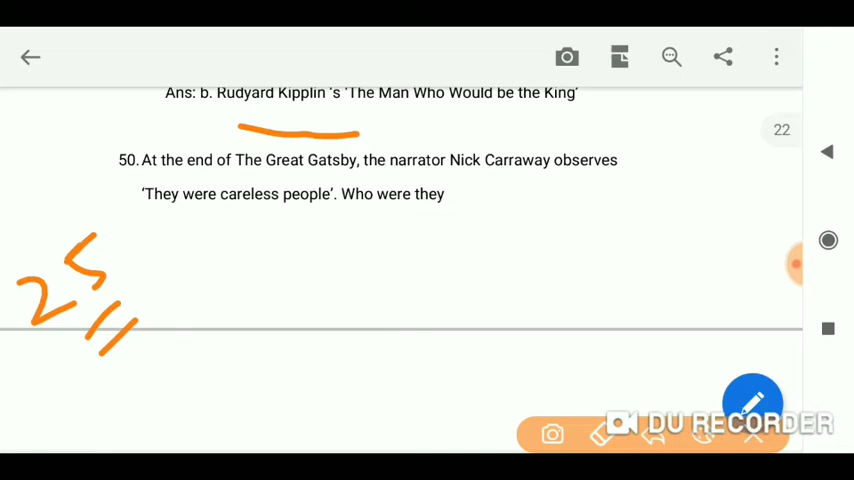 Ans: b. Rudyard Kipplin 's 'The Man Who Would be the King'
22
50. At the end of The Great Gatsby, the narrator Nick Carraway observes
'They were careless people'. Who were they
25
DU RECORDER